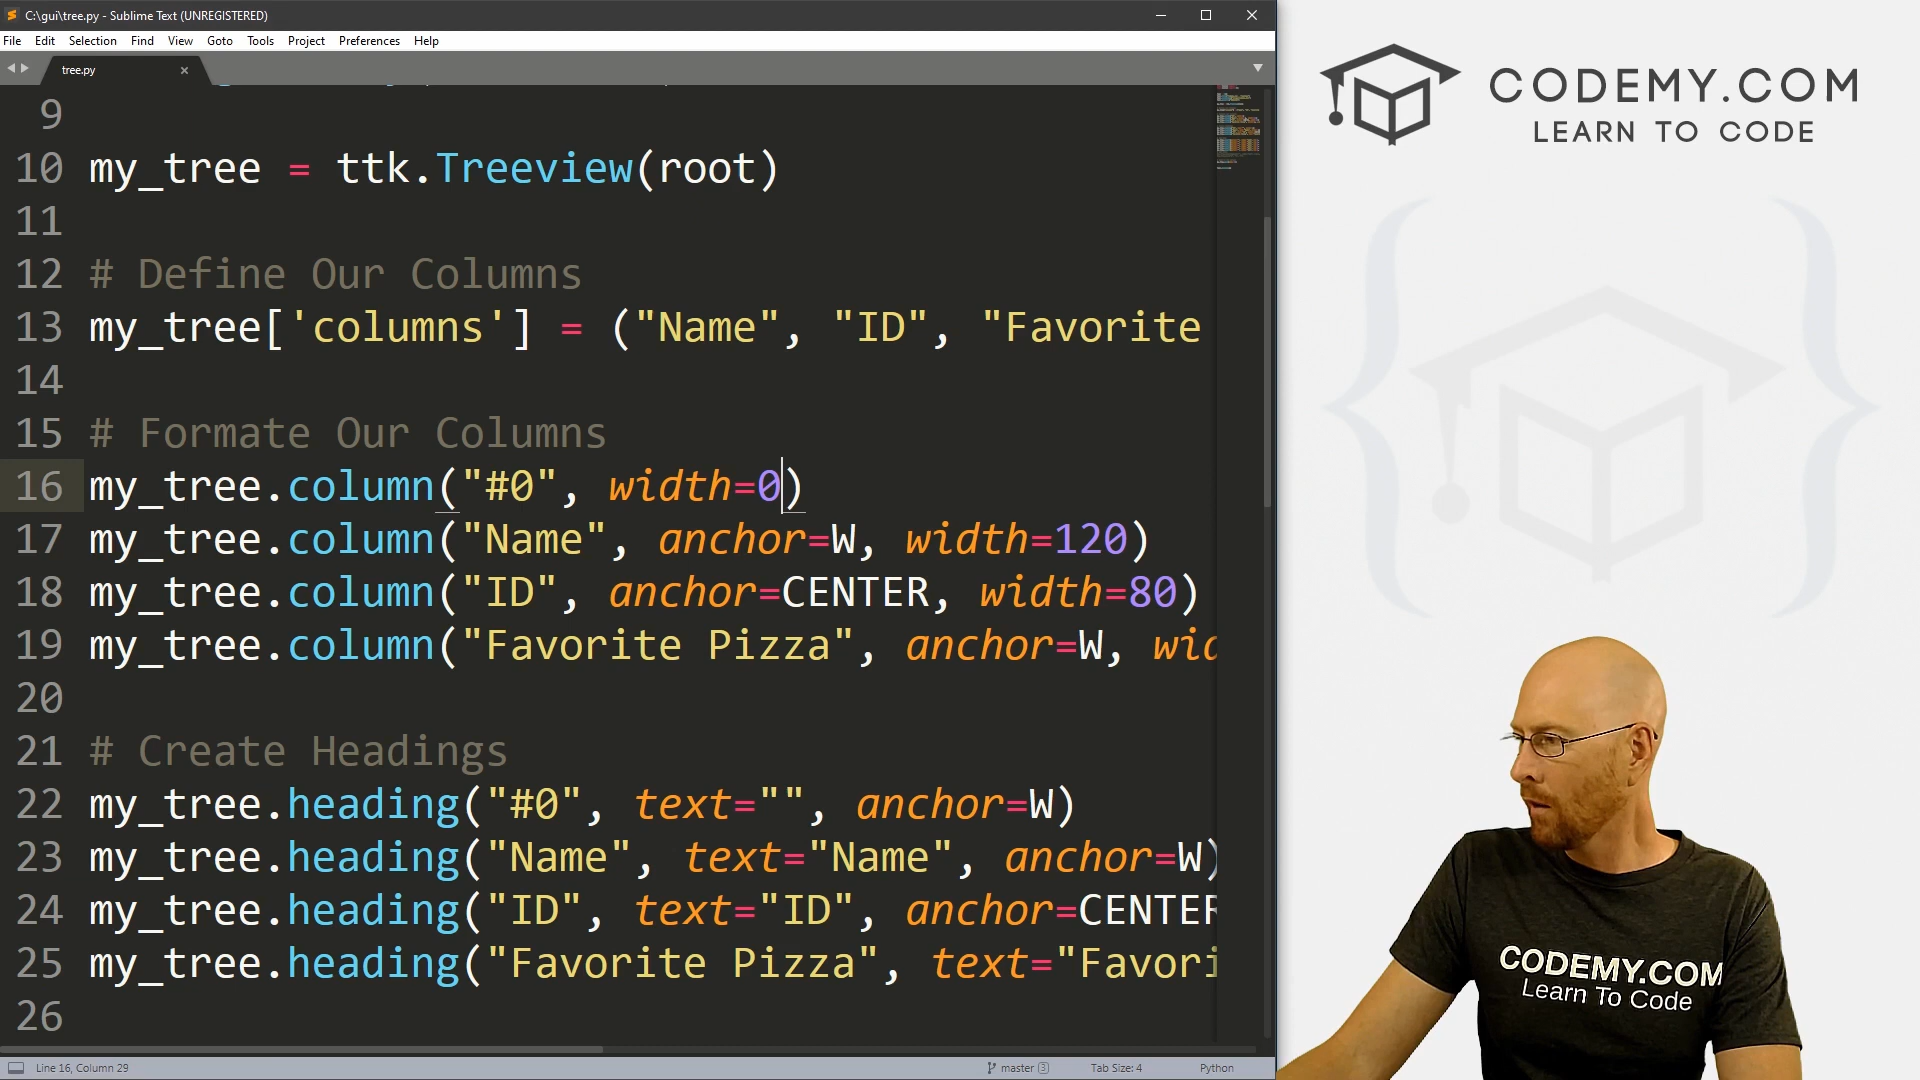 C:\gui\tree.py - Sublime Text (UNREGISTERED)
File Edit Selection Find View Goto Tools Project Preferences Help
tree.py
9
10 my_tree = ttk.Treeview(root)
11
12 # Define Our Columns
13 my_tree['columns'] = ("Name", "ID", "Favorite
14
15 # Formate Our Columns
16 my_tree.column("#0", width=0)
17 my_tree.column("Name", anchor=W, width=120)
18 my_tree.column("ID", anchor=CENTER, width=80)
19 my_tree.column("Favorite Pizza", anchor=W, wid
20
21 # Create Headings
22 my_tree.heading("#0", text="", anchor=W)
23 my_tree.heading("Name", text="Name", anchor=W)
24 my_tree.heading("ID", text="ID", anchor=CENTER
25 my_tree.heading("Favorite Pizza", text="Favori
26
Line 16, Column 29 master 3 Tab Size: 4 Python
CODEMY.COM
LEARN TO CODE
CODEMY.COM
Learn To Code